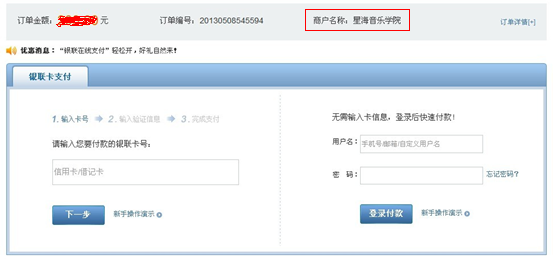 订单金额： 元 订单编号：20130508545594 商户名称：星海音乐学院 订单详情[+]
优惠消息：“银联在线支付”轻松开，好礼自然来！
银联卡支付
1. 输入卡号 2. 输入验证信息 3. 完成支付
请输入您要付款的银联卡号：
信用卡/借记卡
下一步 新手操作演示
无需输入卡信息，登录后快速付款！
用户名： 手机号/邮箱/自定义用户名
密 码： 忘记密码？
登录付款 新手操作演示